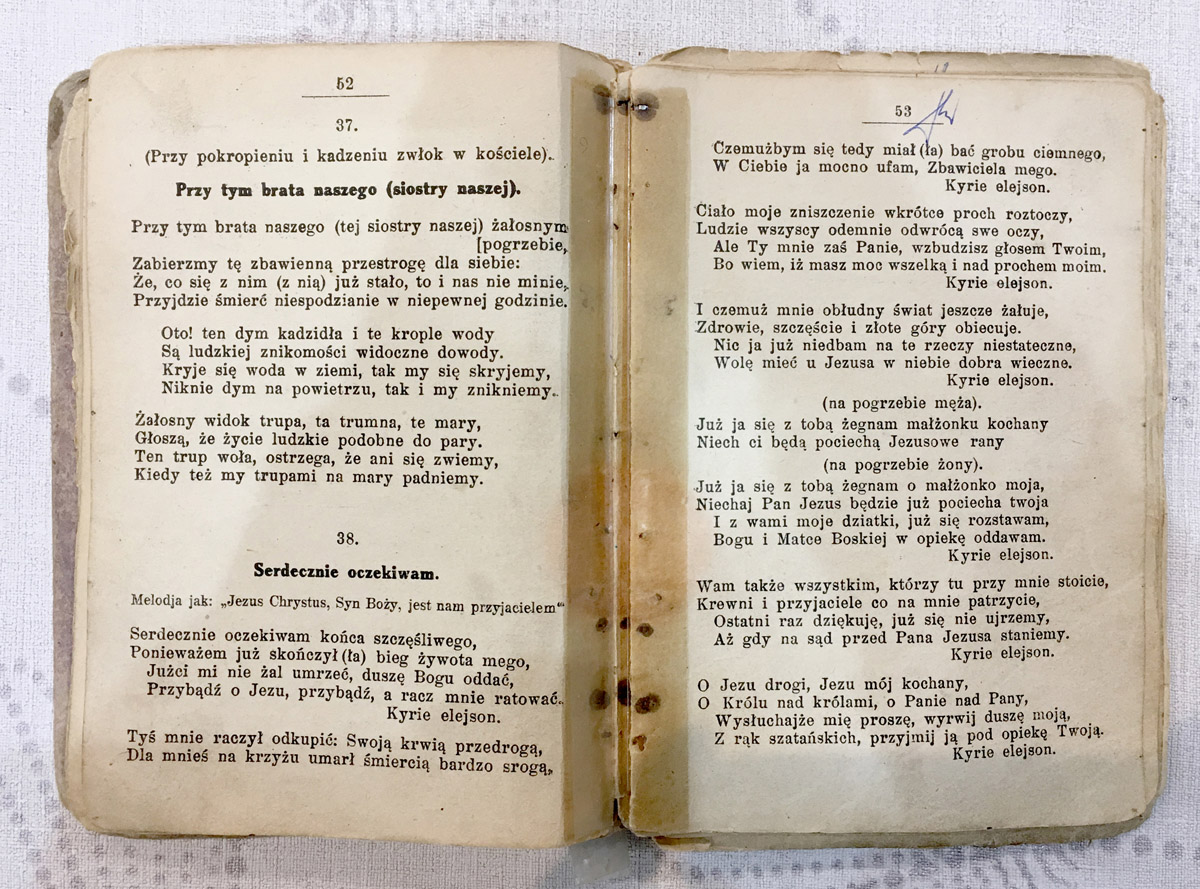 52
37.
(Przy pokropieniu i kadzeniu zwłok w kościele).
Przy tym brata naszego (siostry naszej).
Przy tym brata naszego (tej siostry naszej) żałosnym
[pogrzebie,
Zabierzmy tę zbawienną przestrogę dla siebie:
Że, co się z nim (z nią) już stało, to i nas nie minie,
Przyjdzie śmierć niespodzianie w niepewnej godzinie.
Oto! ten dym kadzidła i te krople wody
Są ludzkiej znikomości widoczne dowody.
Kryje się woda w ziemi, tak my się skryjemy,
Niknie dym na powietrzu, tak i my znikniemy.
Żałosny widok trupa, ta trumna, te mary,
Głoszą, że życie ludzkie podobne do pary.
Ten trup woła, ostrzega, że ani się zwiemy,
Kiedy też my trupami na mary padniemy.
38.
Serdecznie oczekiwam.
Melodja jak: „Jezus Chrystus, Syn Boży, jest nam przyjacielem“
Serdecznie oczekiwam końca szczęśliwego,
Ponieważem już skończył (ła) bieg żywota mego,
Jużci mi nie żal umrzeć, duszę Bogu oddać,
Przybądź o Jezu, przybądź, a racz mnie ratować.
Kyrie elejson.
Tyś mnie raczył odkupić: Swoją krwią przedrogą,
Dla mnieś na krzyżu umarł śmiercią bardzo srogą,
53
Czemużbym się tedy miał (ła) bać grobu ciemnego,
W Ciebie ja mocno ufam, Zbawiciela mego.
Kyrie elejson.
Ciało moje zniszczenie wkrótce proch roztoczy,
Ludzie wszyscy odemnie odwrócą swe oczy,
Ale Ty mnie zaś Panie, wzbudzisz głosem Twoim,
Bo wiem, iż masz moc wszelką i nad prochem moim.
Kyrie elejson.
I czemuż mnie obłudny świat jeszcze żałuje,
Zdrowie, szczęście i złote góry obiecuje.
Nic ja już niedbam na te rzeczy niestateczne,
Wolę mieć u Jezusa w niebie dobra wieczne.
Kyrie elejson.
(na pogrzebie męża).
Już ja się z tobą żegnam małżonku kochany
Niech ci będą pociechą Jezusowe rany
(na pogrzebie żony).
Już ja się z tobą żegnam o małżonko moja,
Niechaj Pan Jezus będzie już pociecha twoja
I z wami moje dziatki, już się rozstawam,
Bogu i Matce Boskiej w opiekę oddawam.
Kyrie elejson.
Wam także wszystkim, którzy tu przy mnie stoicie,
Krewni i przyjaciele co na mnie patrzycie,
Ostatni raz dziękuję, już się nie ujrzemy,
Aż gdy na sąd przed Pana Jezusa staniemy.
Kyrie elejson.
O Jezu drogi, Jezu mój kochany,
O Królu nad królami, o Panie nad Pany,
Wysłuchajże mię proszę, wyrwij duszę moją,
Z rąk szatańskich, przyjmij ją pod opiekę Twoją.
Kyrie elejson.